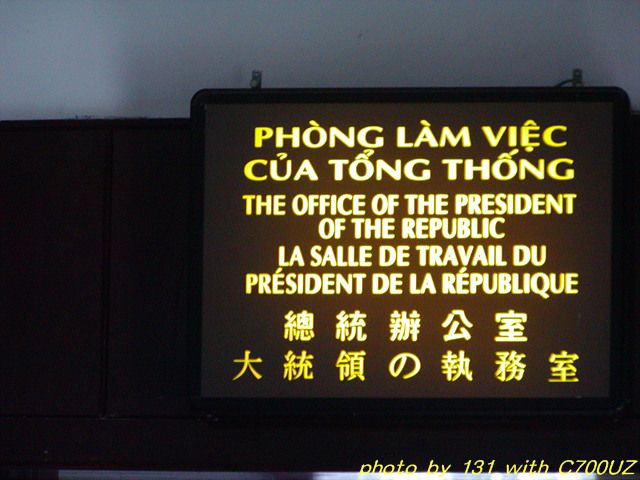 PHÒNG LÀM VIỆC
CỦA TỔNG THỐNG
THE OFFICE OF THE PRESIDENT
OF THE REPUBLIC
LA SALLE DE TRAVAIL DU
PRÉSIDENT DE LA RÉPUBLIQUE
總統辦公室
大統領の執務室
photo by 131 with C700UZ